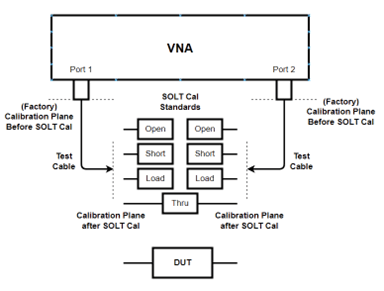 VNA
Port 1
Port 2
(Factory)
Calibration Plane
Before SOLT Cal
SOLT Cal
Standards
(Factory)
Calibration Plane
Before SOLT Cal
Open
Open
Test
Cable
Short
Short
Test
Cable
Load
Load
Thru
Calibration Plane
after SOLT Cal
Calibration Plane
after SOLT Cal
DUT